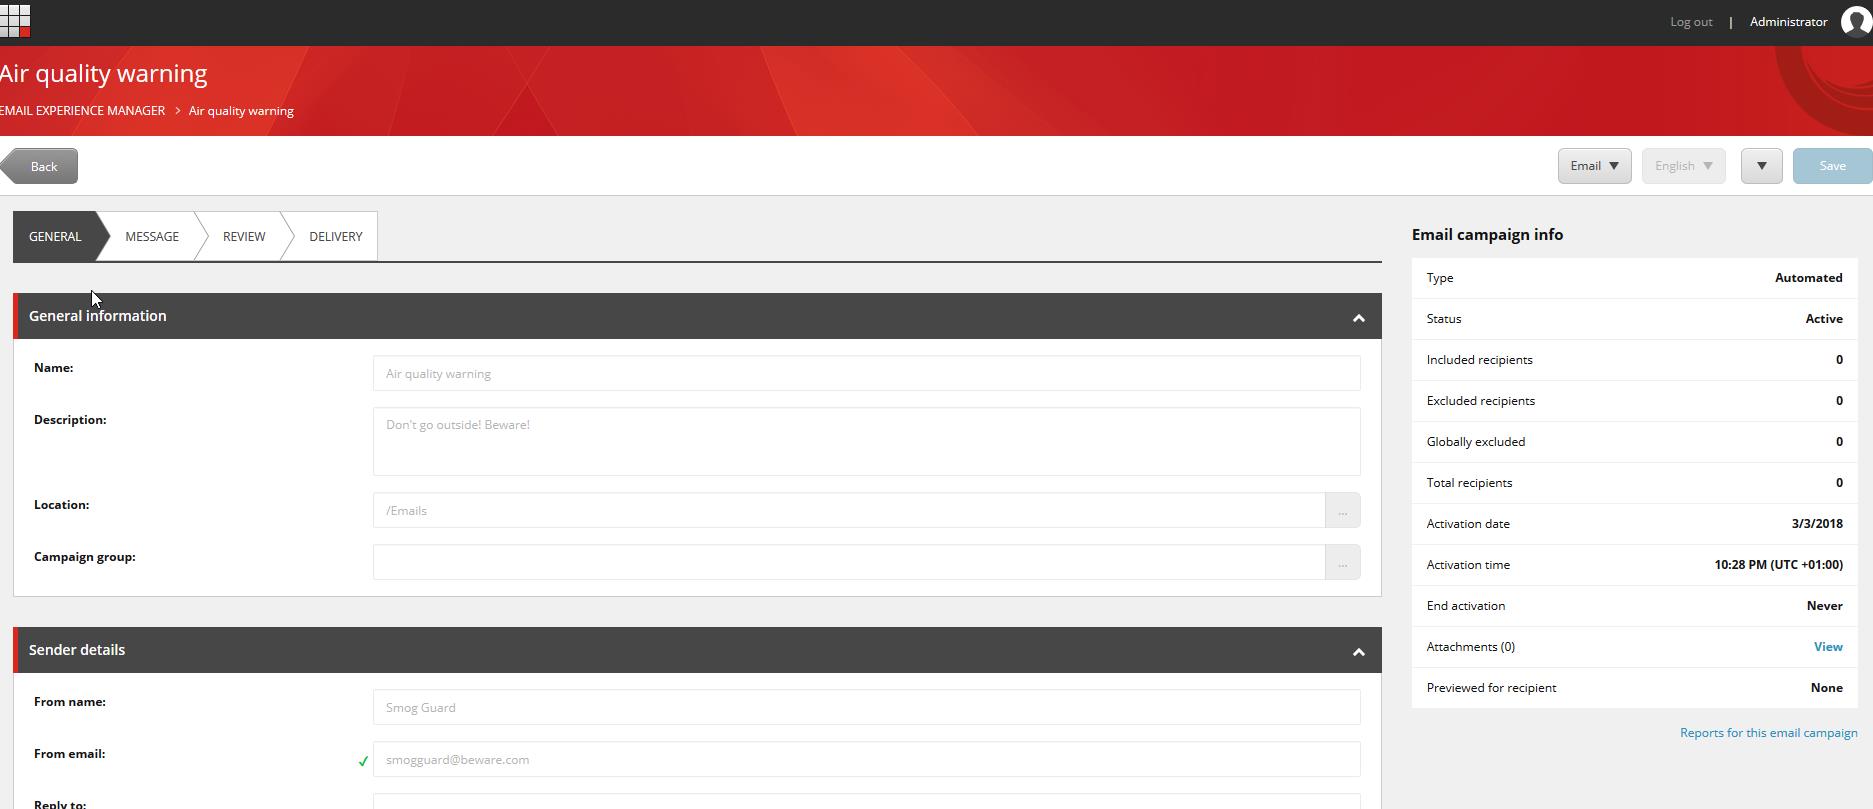 Log out | Administrator
Air quality warning
EMAIL EXPERIENCE MANAGER > Air quality warning
Back
Email ▼ English ▼ ▼ Save
GENERAL MESSAGE REVIEW DELIVERY
General information
Name:
Air quality warning
Description:
Don't go outside! Beware!
Location:
/Emails ...
Campaign group:
...
Sender details
From name:
Smog Guard
From email:
✓ smogguard@beware.com
Reply to:
Email campaign info
Type Automated
Status Active
Included recipients 0
Excluded recipients 0
Globally excluded 0
Total recipients 0
Activation date 3/3/2018
Activation time 10:28 PM (UTC +01:00)
End activation Never
Attachments (0) View
Previewed for recipient None
Reports for this email campaign